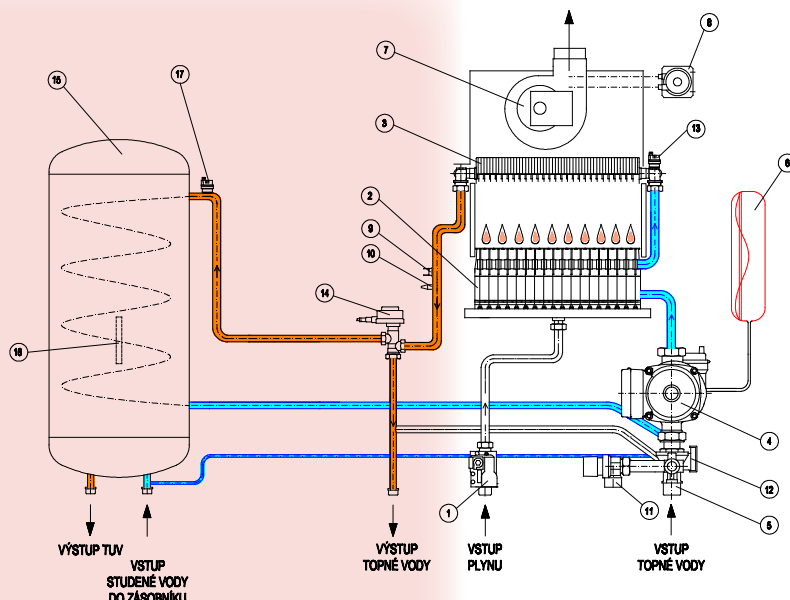 8
7
15
17
3
13
6
2
9
10
14
16
4
12
1
11
5
VÝSTUP TUV
VSTUP
STUDENÉ VODY
DO ZÁSOBNÍKU
VÝSTUP
TOPNÉ VODY
VSTUP
PLYNU
VSTUP
TOPNÉ VODY